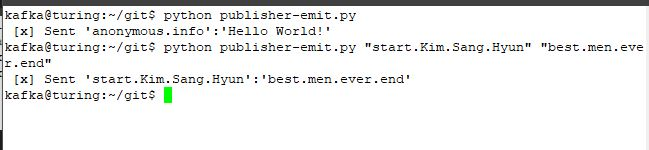 kafka@turing:~/git$ python publisher-emit.py
 [x] Sent 'anonymous.info':'Hello World!'
kafka@turing:~/git$ python publisher-emit.py "start.Kim.Sang.Hyun" "best.men.eve
r.end"
 [x] Sent 'start.Kim.Sang.Hyun':'best.men.ever.end'
kafka@turing:~/git$